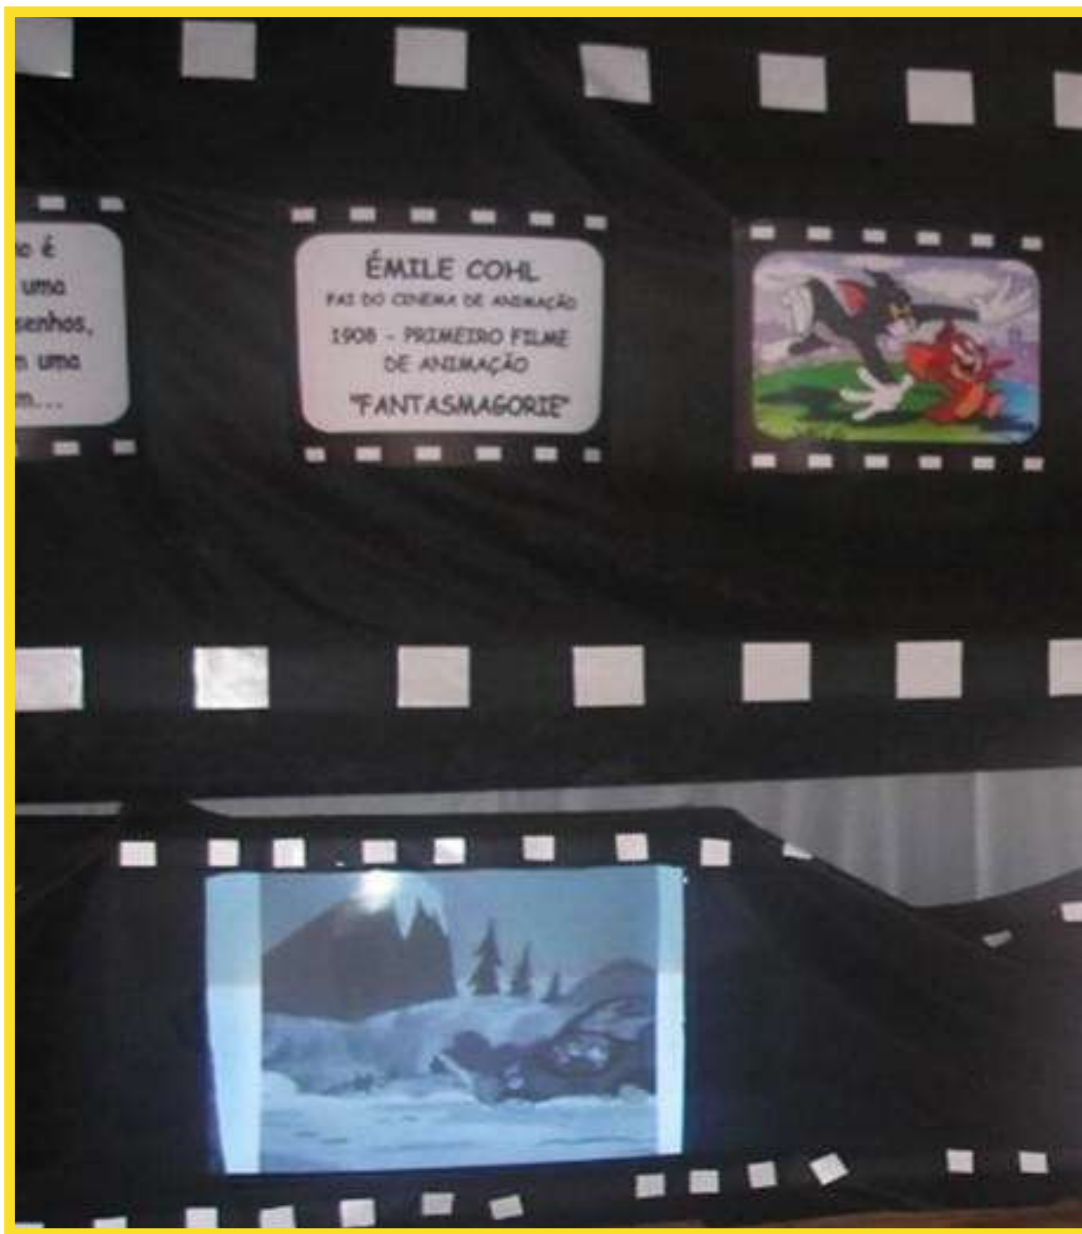 é
uma
senhos,
uma
ÉMILE COHL
PAI DO CINEMA DE ANIMAÇÃO
1908 - PRIMEIRO FILME
DE ANIMAÇÃO
"FANTASMAGORIE"